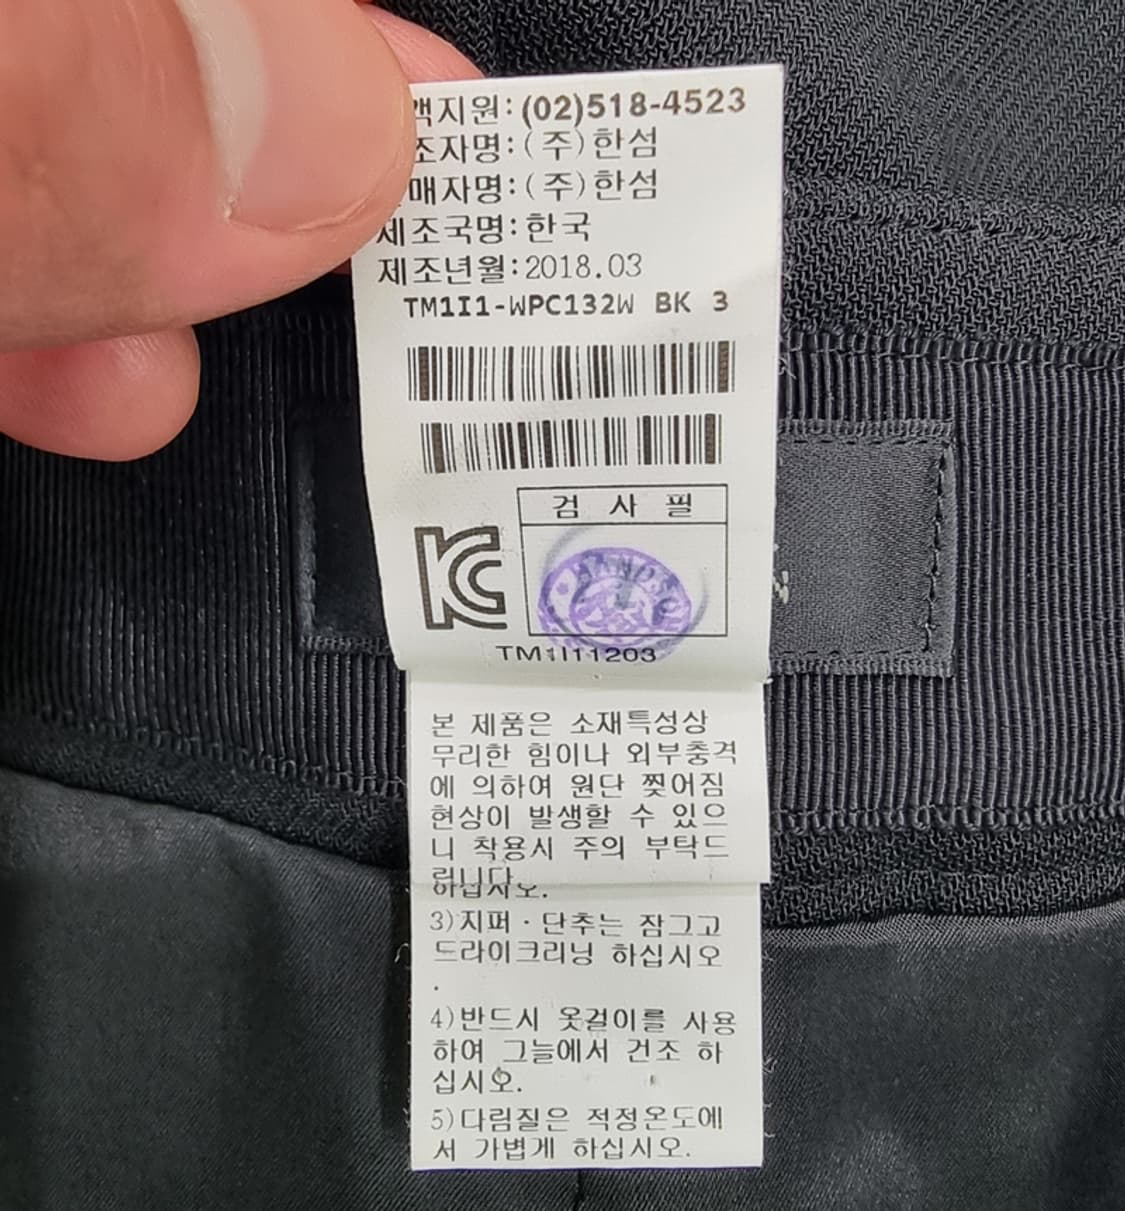 객지원:(02)518-4523
조자명:(주)한섬
매자명:(주)한섬
제조국명:한국
제조년월:2018.03
TM1I1-WPC132W BK 3
검 사 필
KC
HANDSO
TM1I11203
본 제품은 소재특성상
무리한 힘이나 외부충격
에 의하여 원단 찢어짐
현상이 발생할 수 있으
니 착용시 주의 부탁드
립니다.
하십시오.
3)지퍼·단추는 잠그고
드라이크리닝 하십시오
.
4)반드시 옷걸이를 사용
하여 그늘에서 건조 하
십시오.
5)다림질은 적정온도에
서 가볍게 하십시오.